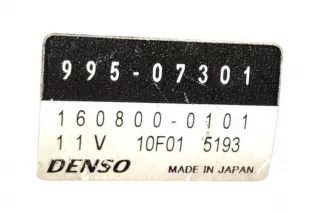 995-07301
160800-0101
11V 10F01 5193
DENSO MADE IN JAPAN